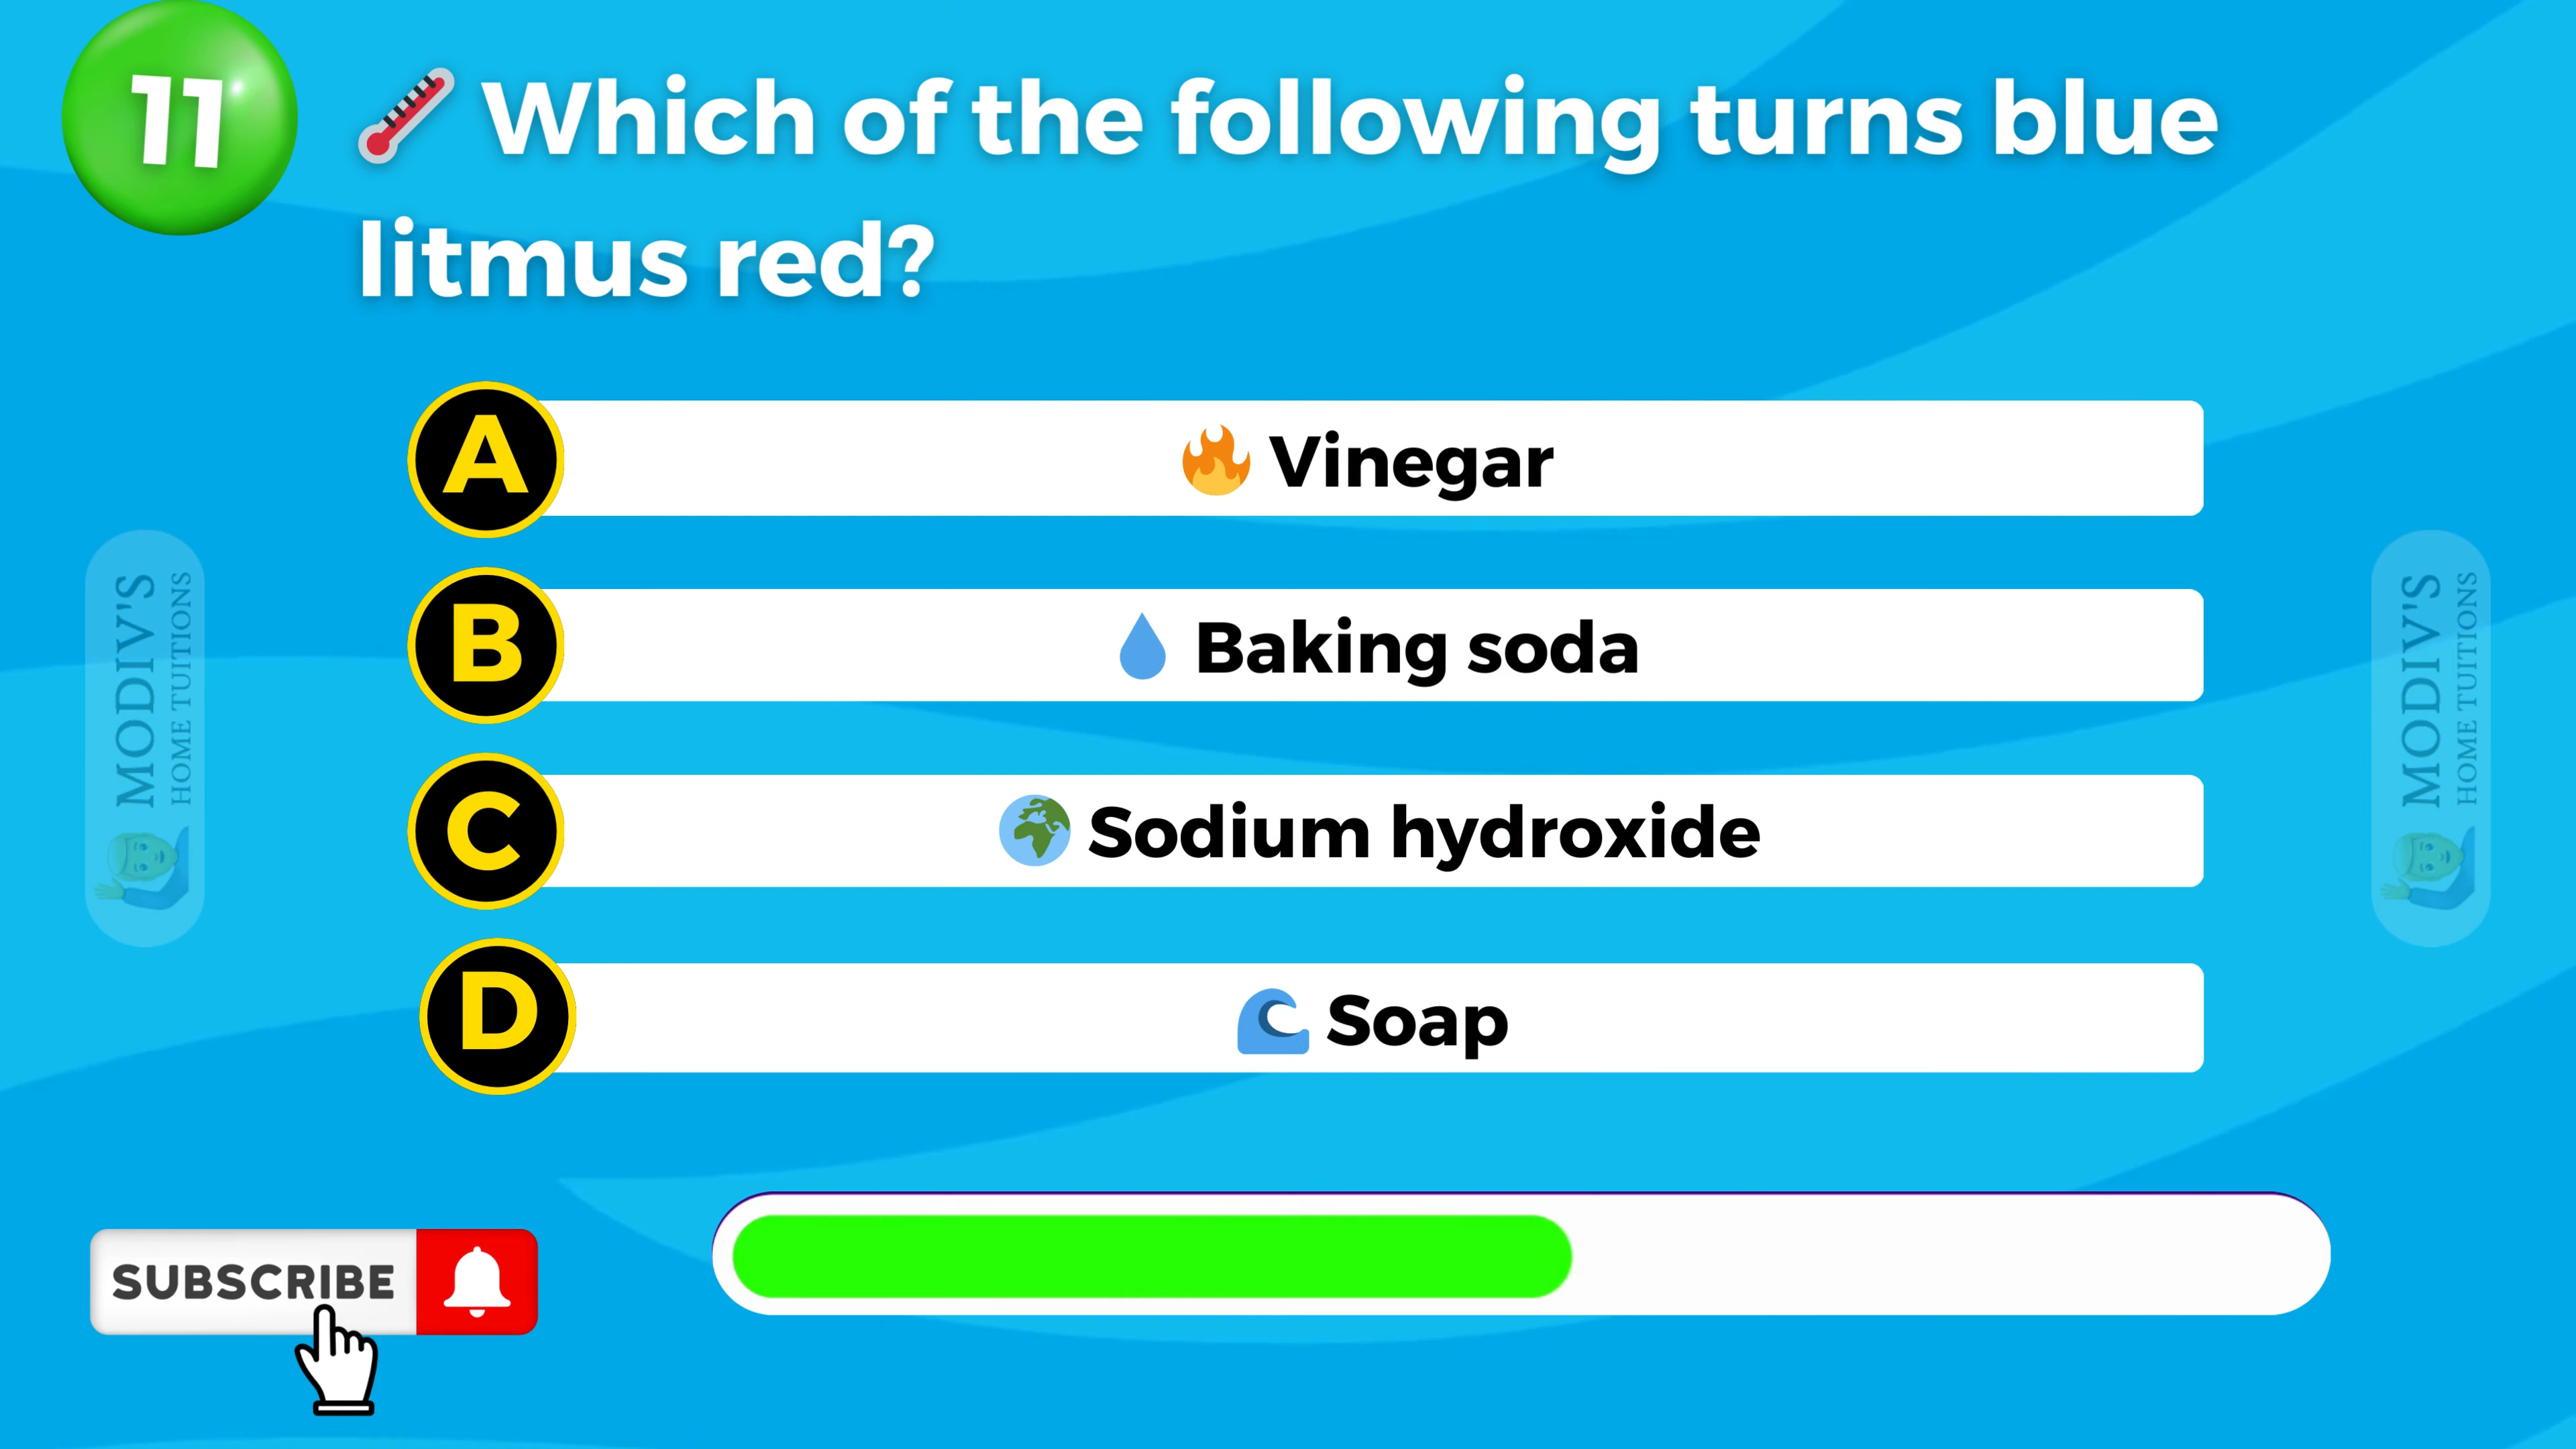 11
Which of the following turns blue
litmus red?
A
Vinegar
B
Baking soda
C
Sodium hydroxide
D
Soap
MODIV'S
HOME TUITIONS
MODIV'S
HOME TUITIONS
SUBSCRIBE